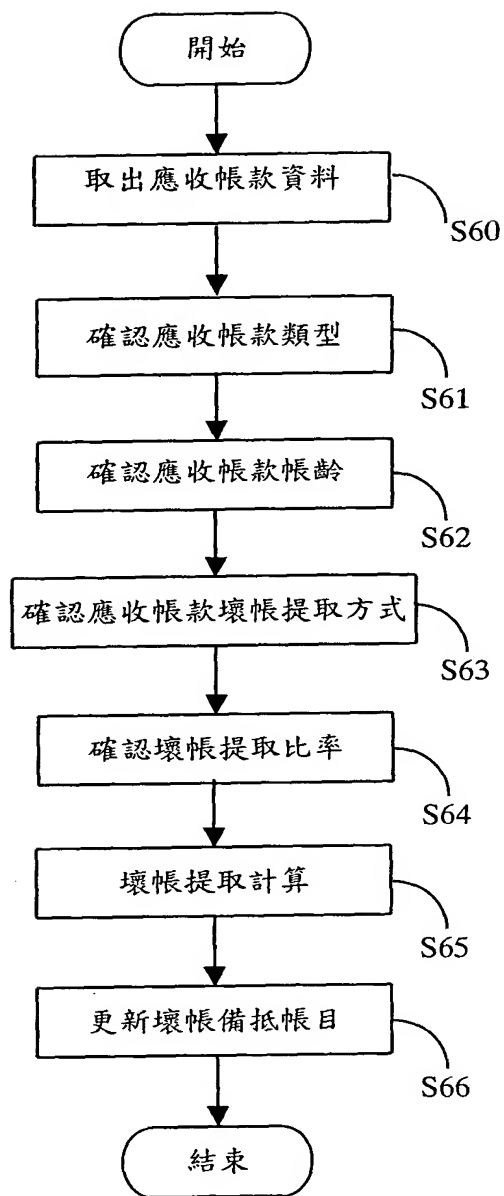 開始
取出應收帳款資料
S60
確認應收帳款類型
S61
確認應收帳款帳齡
S62
確認應收帳款壞帳提取方式
S63
確認壞帳提取比率
S64
壞帳提取計算
S65
更新壞帳備抵帳目
S66
結束